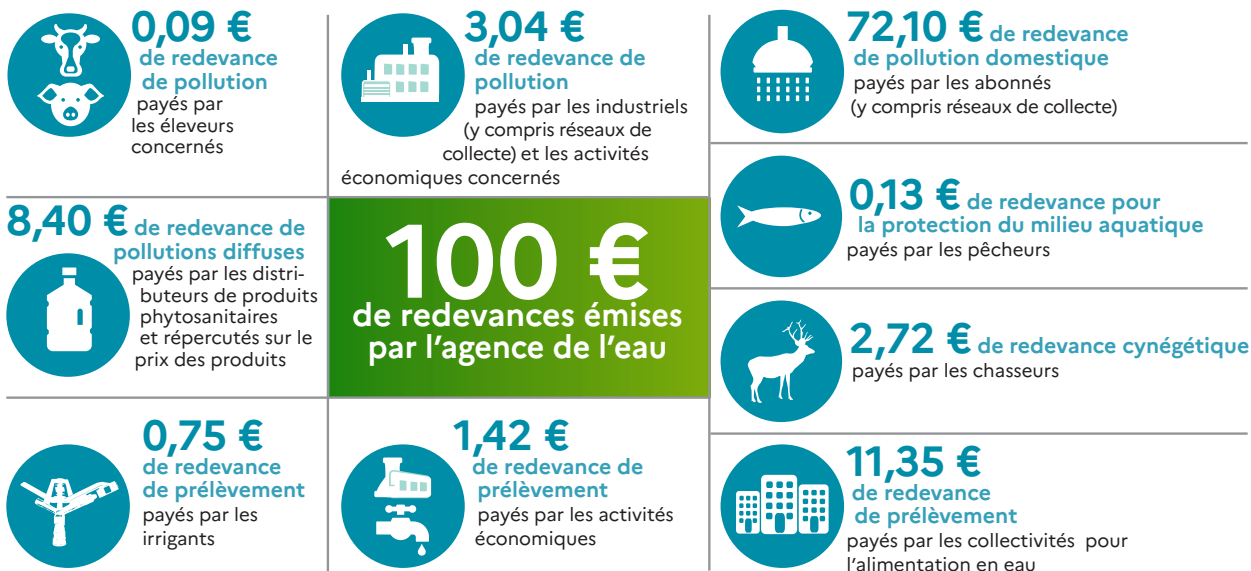 0,09 €
de redevance
de pollution
payés par
les éleveurs
concernés
3,04 €
de redevance de
pollution
payés par les industriels
(y compris réseaux de
collecte) et les activités
économiques concernés
72,10 € de redevance
de pollution domestique
payés par les abonnés
(y compris réseaux de collecte)
8,40 € de redevance de
pollutions diffuses
payés par les distri-
buteurs de produits
phytosanitaires
et répercutés sur le
prix des produits
100 €
de redevances émises
par l’agence de l’eau
0,13 € de redevance pour
la protection du milieu aquatique
payés par les pêcheurs
2,72 € de redevance cynégétique
payés par les chasseurs
0,75 €
de redevance
de prélèvement
payés par les
irrigants
1,42 €
de redevance de
prélèvement
payés par les activités
économiques
11,35 €
de redevance
de prélèvement
payés par les collectivités pour
l’alimentation en eau